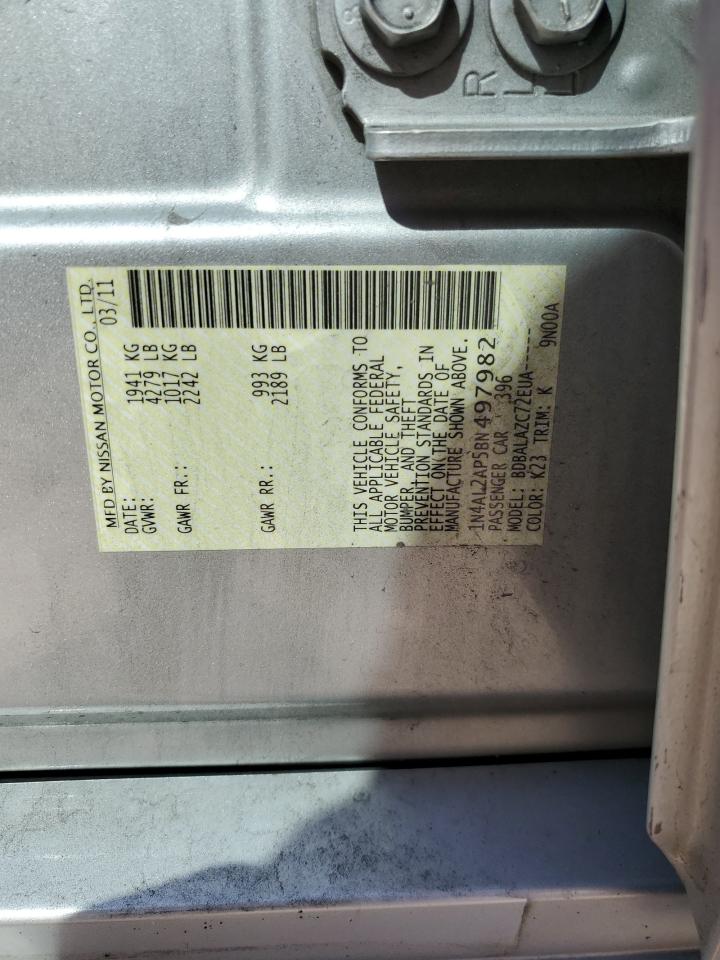 MFD BY NISSAN MOTOR CO., LTD.
DATE: 03/11
GVWR: 1941 KG
4279 LB
GAWR FR.: 1017 KG
2242 LB
GAWR RR.: 993 KG
2189 LB
THIS VEHICLE CONFORMS TO
ALL APPLICABLE FEDERAL
MOTOR VEHICLE SAFETY,
BUMPER, AND THEFT
PREVENTION STANDARDS IN
EFFECT ON THE DATE OF
MANUFACTURE SHOWN ABOVE.
1N4AL2AP5BN497982
PASSENGER CAR 396
MODEL: BDBALAZC72EUA------
COLOR: K23 TRIM: K 9N00A
R
L
8